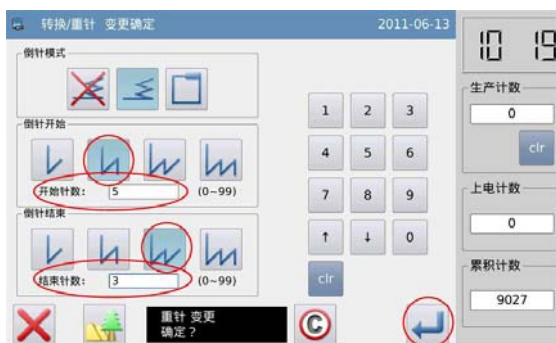 转换/重针 变更确定 2011-06-13
10 19
倒针模式
倒针开始
开始针数: 5 (0~99)
倒针结束
结束针数: 3 (0~99)
1 2 3
4 5 6
7 8 9
↑ ↓ 0
clr
重针 变更
确定?
C
生产计数
0
clr
上电计数
0
累积计数
9027